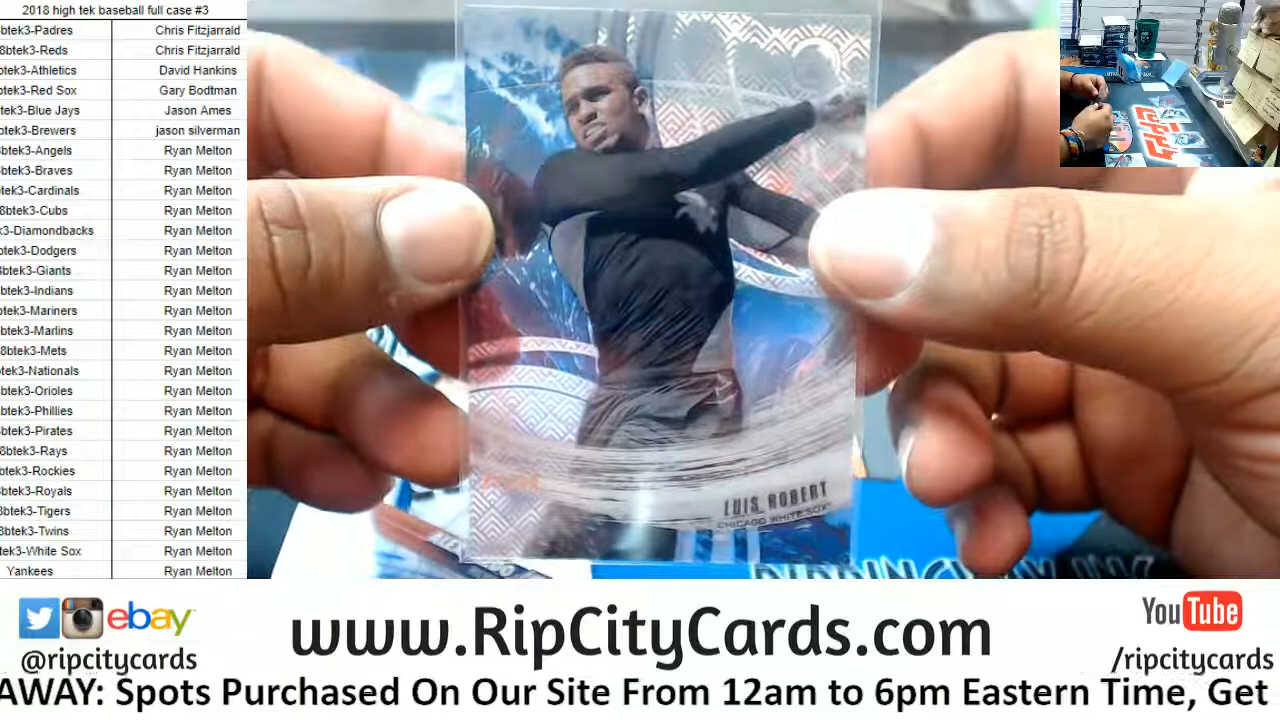 2018 high tek baseball full case #3
8btek3-Padres Chris Fitzjarrald
8btek3-Reds Chris Fitzjarrald
btek3-Athletics David Hankins
btek3-Red Sox Gary Bodtman
tek3-Blue Jays Jason Ames
btek3-Brewers jason silverman
btek3-Angels Ryan Melton
btek3-Braves Ryan Melton
tek3-Cardinals Ryan Melton
8btek3-Cubs Ryan Melton
k3-Diamondbacks Ryan Melton
btek3-Dodgers Ryan Melton
btek3-Giants Ryan Melton
btek3-Indians Ryan Melton
btek3-Mariners Ryan Melton
btek3-Marlins Ryan Melton
8btek3-Mets Ryan Melton
btek3-Nationals Ryan Melton
btek3-Orioles Ryan Melton
btek3-Phillies Ryan Melton
btek3-Pirates Ryan Melton
8btek3-Rays Ryan Melton
btek3-Rockies Ryan Melton
btek3-Royals Ryan Melton
btek3-Tigers Ryan Melton
8btek3-Twins Ryan Melton
tek3-White Sox Ryan Melton
Yankees Ryan Melton
LUIS ROBERT
CHICAGO WHITE SOX
ebay
@ripcitycards
www.RipCityCards.com
YouTube
/ripcitycards
AWAY: Spots Purchased On Our Site From 12am to 6pm Eastern Time, Get